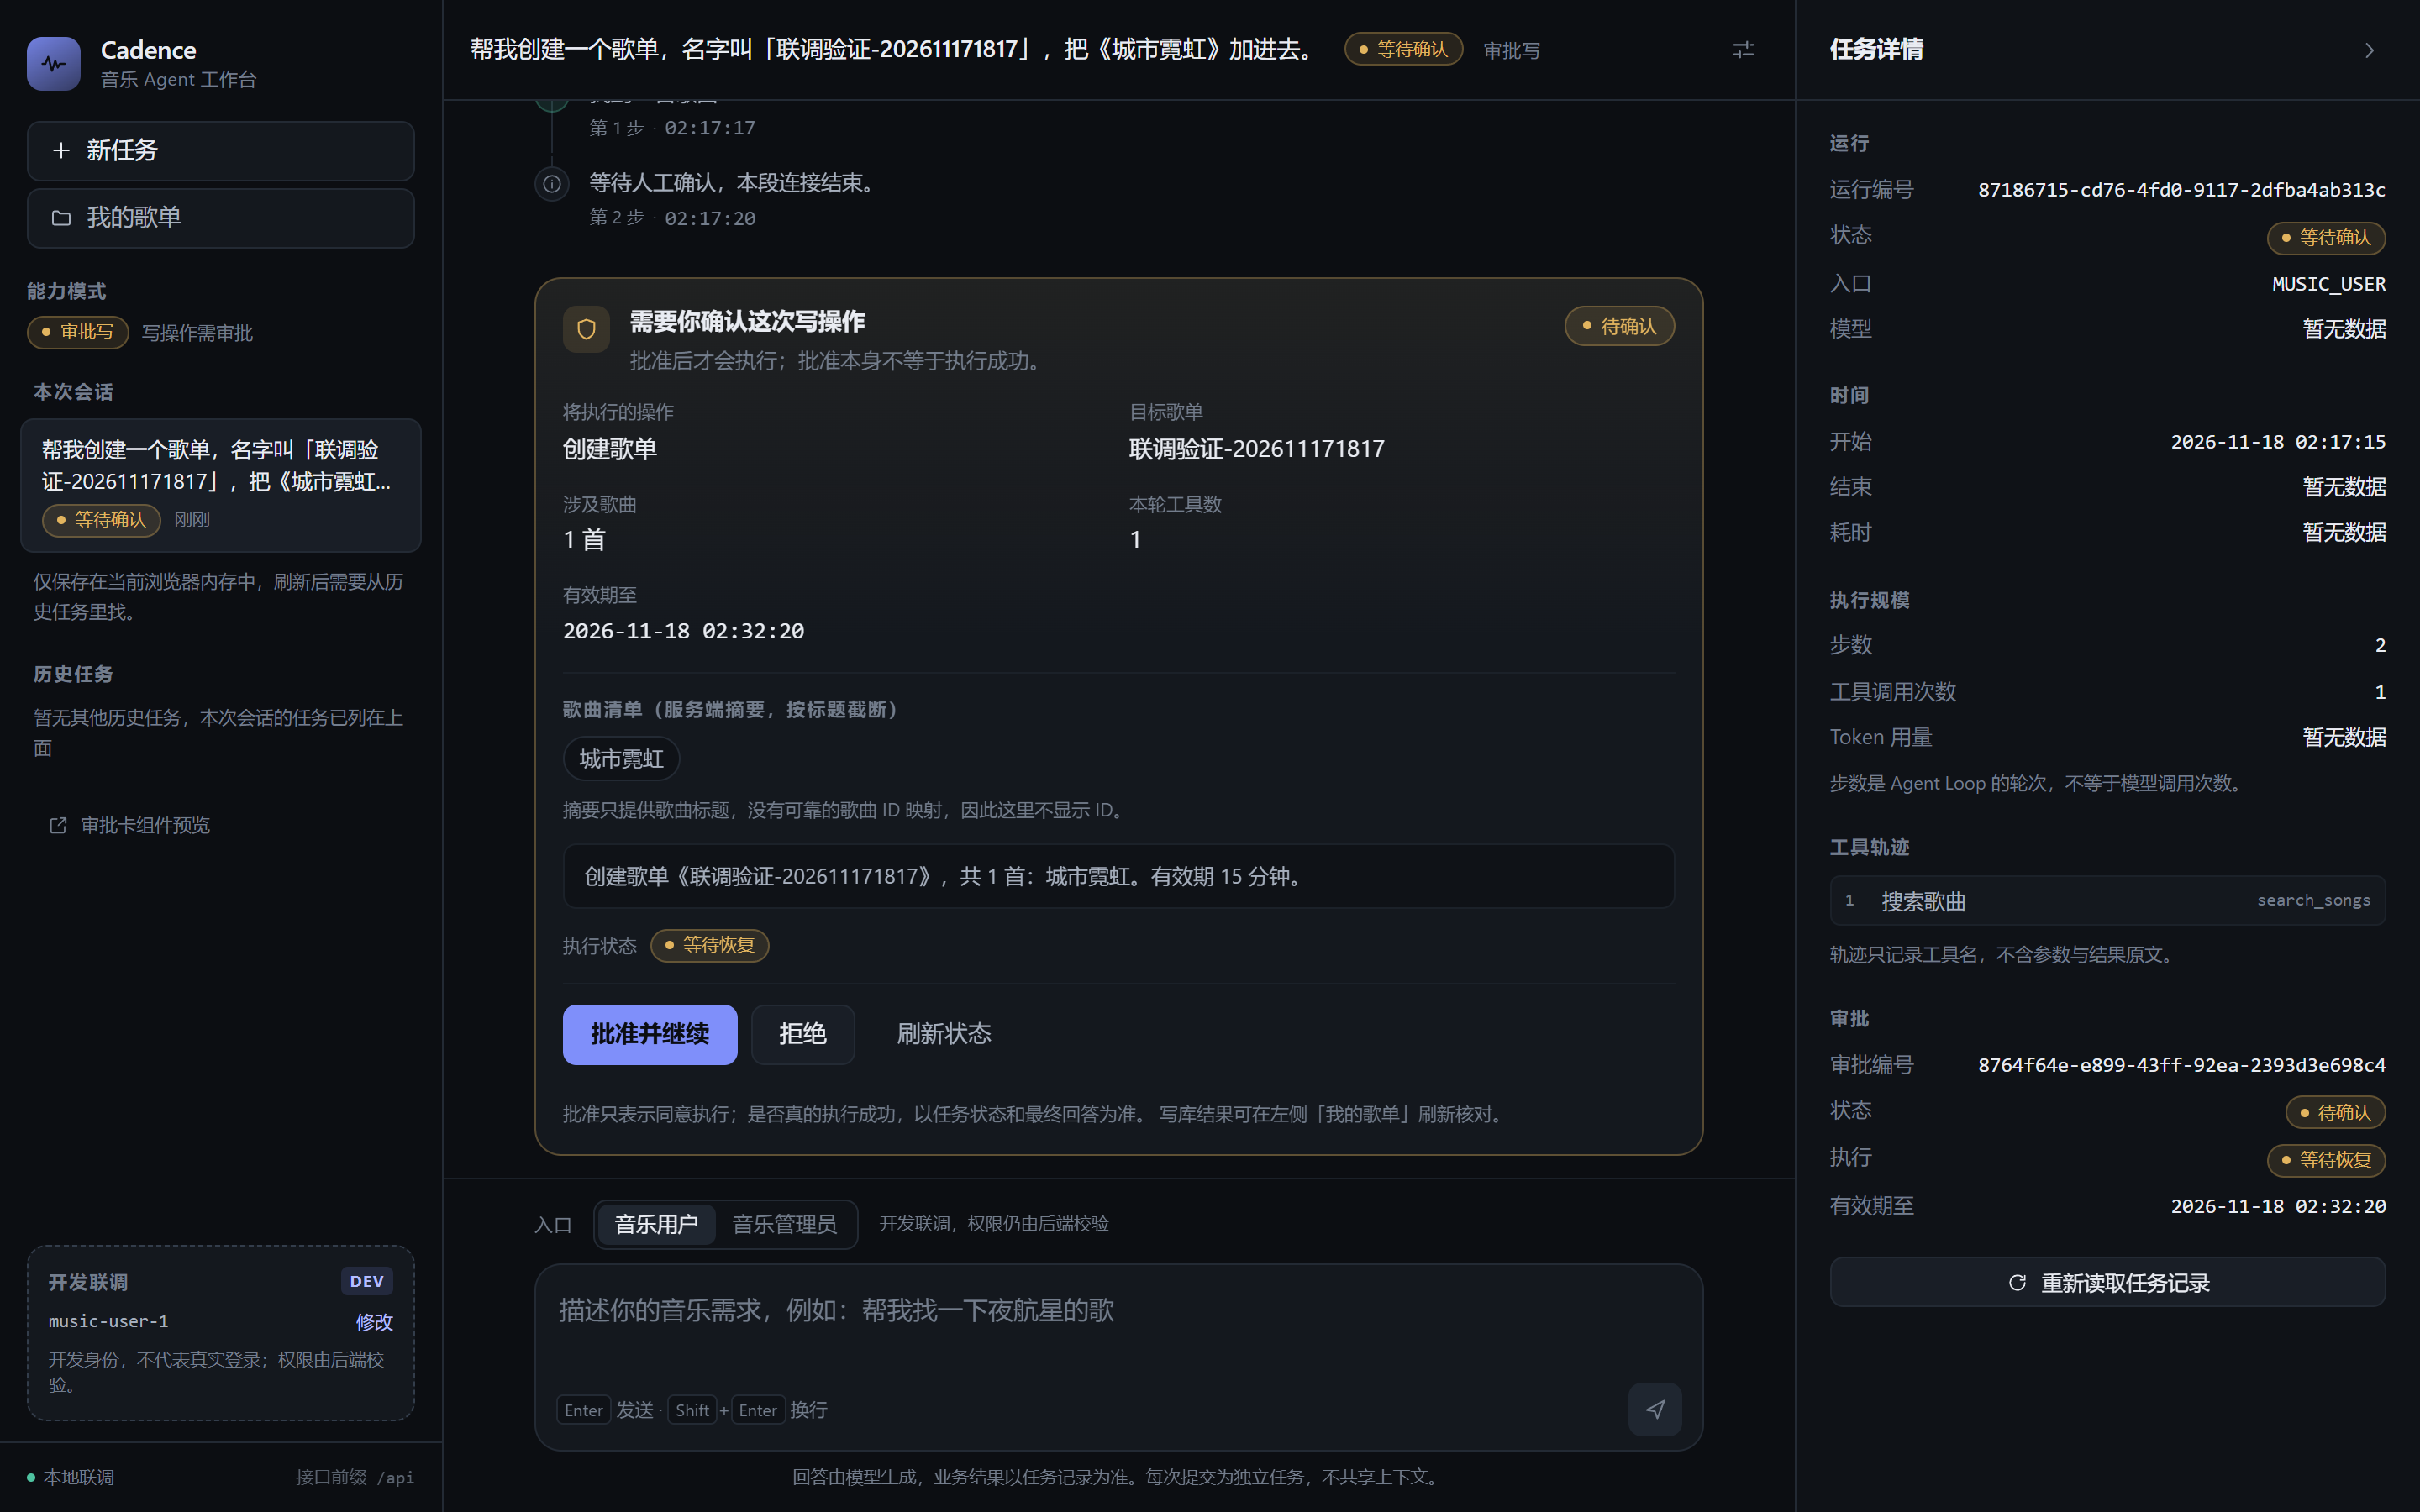 Cadence
音乐 Agent 工作台
新任务
我的歌单
能力模式
审批写 写操作需审批
本次会话
帮我创建一个歌单，名字叫「联调验
证-202611171817」，把《城市霓虹...
等待确认 刚刚
仅保存在当前浏览器内存中，刷新后需要从历
史任务里找。
历史任务
暂无其他历史任务，本次会话的任务已列在上
面
审批卡组件预览
开发联调 DEV
music-user-1 修改
开发身份，不代表真实登录；权限由后端校
验。
本地联调 接口前缀 /api
帮我创建一个歌单，名字叫「联调验证-202611171817」，把《城市霓虹》加进去。 等待确认 审批写
第 1 步 · 02:17:17
等待人工确认，本段连接结束。
第 2 步 · 02:17:20
需要你确认这次写操作 待确认
批准后才会执行；批准本身不等于执行成功。
将执行的操作 目标歌单
创建歌单 联调验证-202611171817
涉及歌曲 本轮工具数
1 首 1
有效期至
2026-11-18 02:32:20
歌曲清单（服务端摘要，按标题截断）
城市霓虹
摘要只提供歌曲标题，没有可靠的歌曲 ID 映射，因此这里不显示 ID。
创建歌单《联调验证-202611171817》，共 1 首：城市霓虹。有效期 15 分钟。
执行状态 等待恢复
批准并继续 拒绝 刷新状态
批准只表示同意执行；是否真的执行成功，以任务状态和最终回答为准。 写库结果可在左侧「我的歌单」刷新核对。
入口 音乐用户 音乐管理员 开发联调，权限仍由后端校验
描述你的音乐需求，例如：帮我找一下夜航星的歌
Enter 发送 · Shift + Enter 换行
回答由模型生成，业务结果以任务记录为准。每次提交为独立任务，不共享上下文。
任务详情
运行
运行编号 87186715-cd76-4fd0-9117-2dfba4ab313c
状态 等待确认
入口 MUSIC_USER
模型 暂无数据
时间
开始 2026-11-18 02:17:15
结束 暂无数据
耗时 暂无数据
执行规模
步数 2
工具调用次数 1
Token 用量 暂无数据
步数是 Agent Loop 的轮次，不等于模型调用次数。
工具轨迹
1 搜索歌曲 search_songs
轨迹只记录工具名，不含参数与结果原文。
审批
审批编号 8764f64e-e899-43ff-92ea-2393d3e698c4
状态 待确认
执行 等待恢复
有效期至 2026-11-18 02:32:20
重新读取任务记录